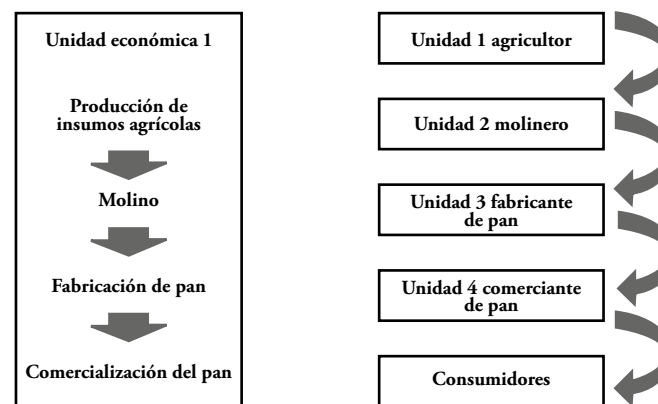 Unidad económica 1
Producción de
insumos agrícolas
Molino
Fabricación de pan
Comercialización del pan
Unidad 1 agricultor
Unidad 2 molinero
Unidad 3 fabricante
de pan
Unidad 4 comerciante
de pan
Consumidores